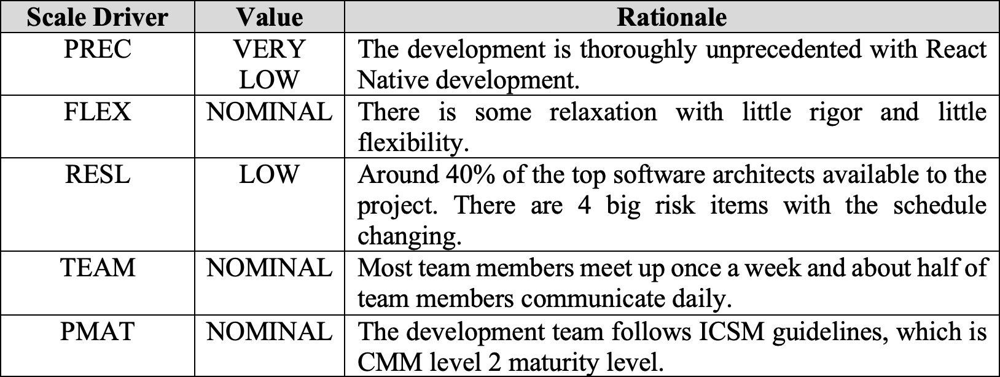 Scale Driver Value Rationale
PREC VERY The development is thoroughly unprecedented with React
LOW Native development.
FLEX NOMINAL There is some relaxation with little rigor and little
flexibility.
RESL LOW Around 40% of the top software architects available to the
project. There are 4 big risk items with the schedule
changing.
TEAM NOMINAL Most team members meet up once a week and about half of
team members communicate daily.
PMAT NOMINAL The development team follows ICSM guidelines, which is
CMM level 2 maturity level.